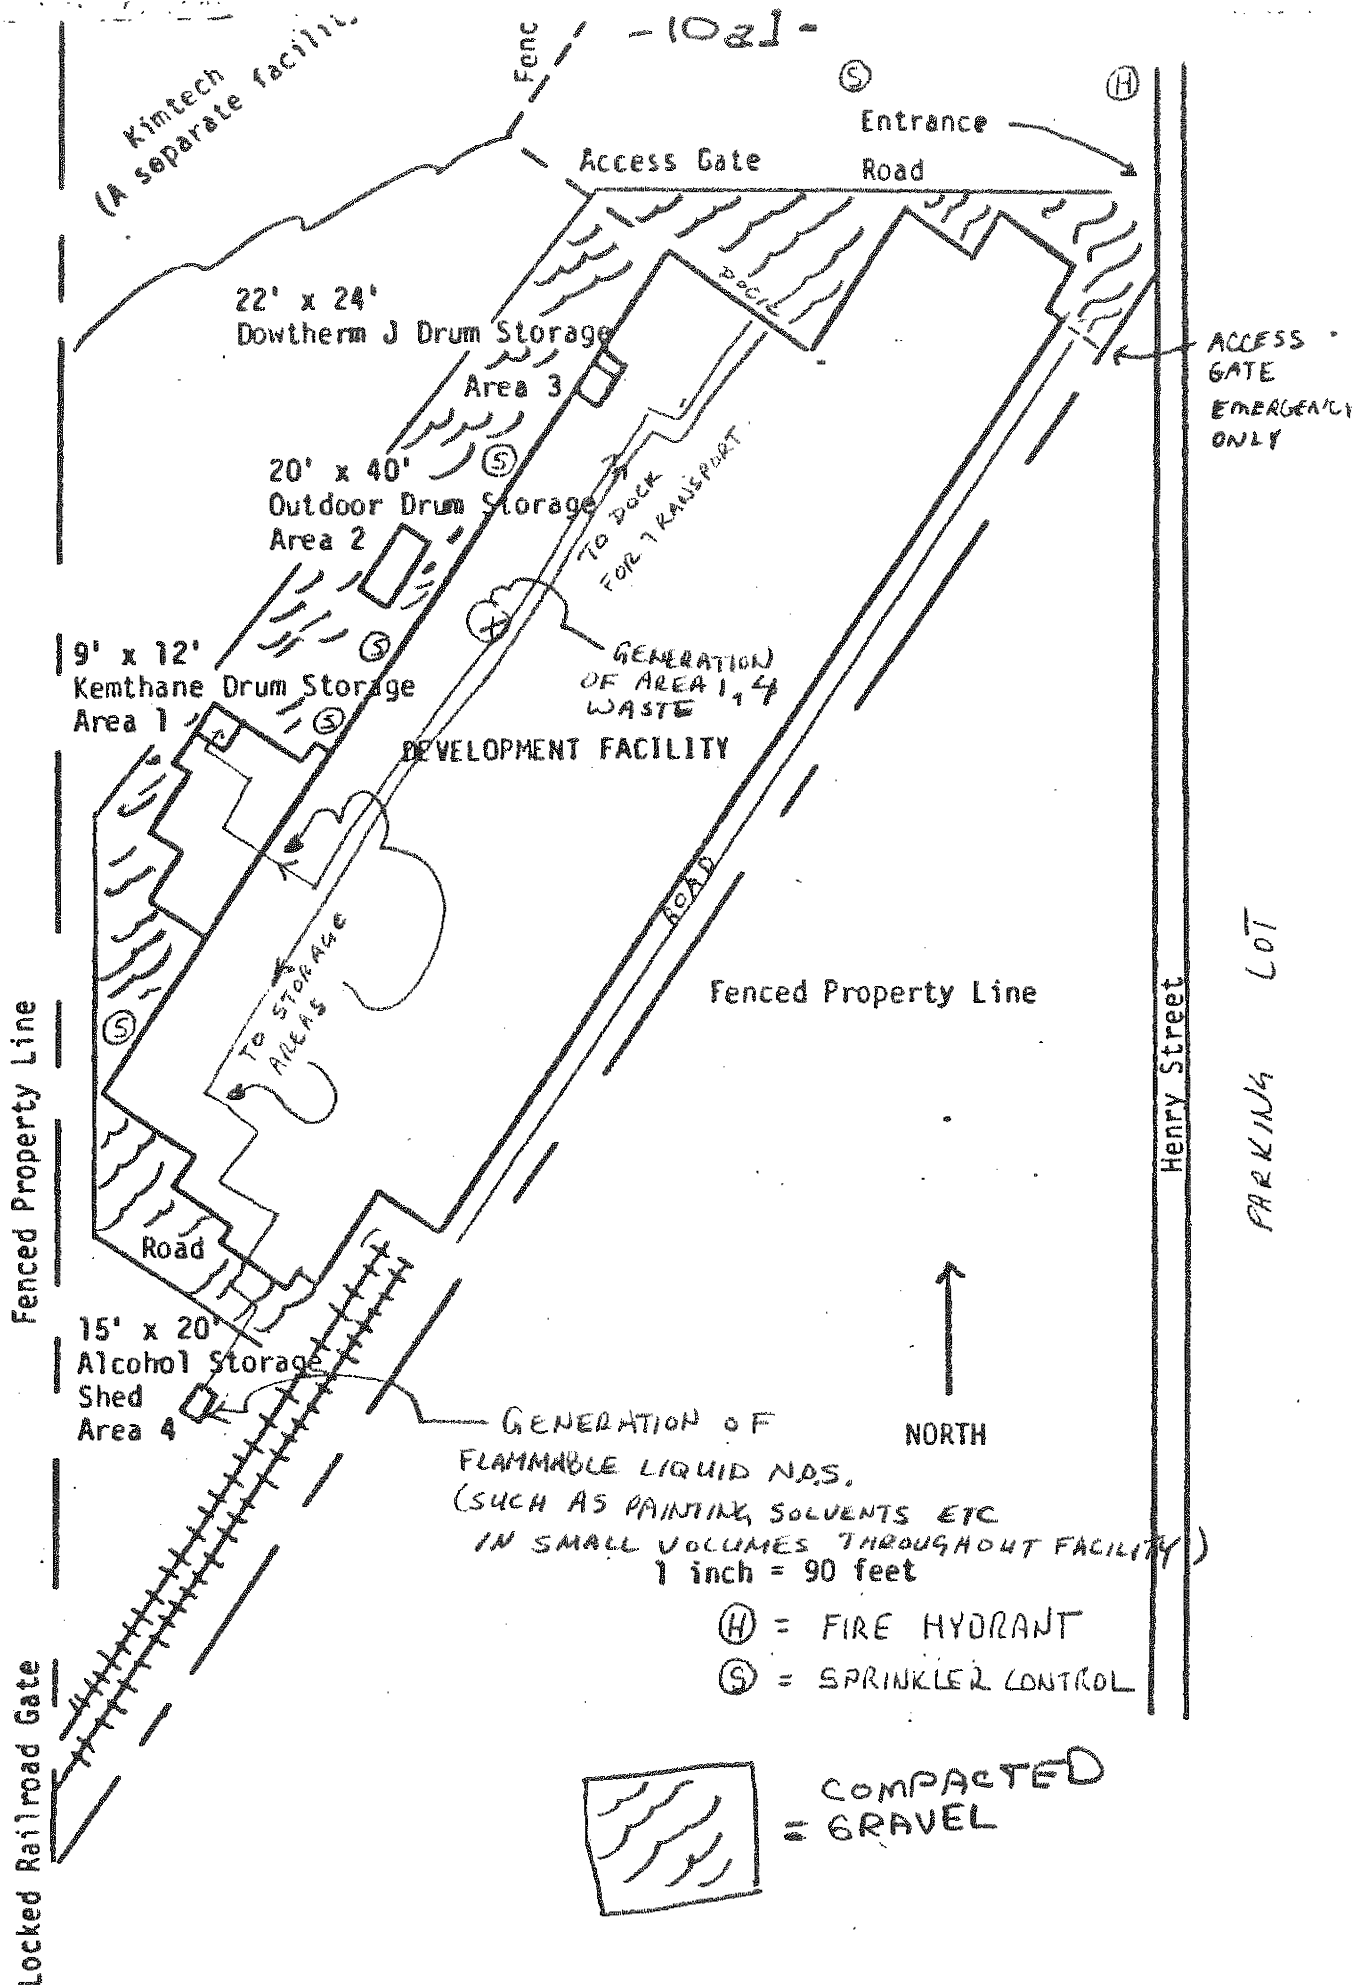 -10a1-
Kimtech
(A separate facili
Fenc
S
H
Entrance
Road
Access Gate
DOCK
22' x 24'
Dowtherm J Drum Storage
Area 3
ACCESS
GATE
EMERGENCY
ONLY
20' x 40'
Outdoor Drum Storage
Area 2
S
TO DOCK
FOR TRANSPORT.
9' x 12'
Kemthane Drum Storage
Area 1
S
S
X
GENERATION
OF AREA 1, 4
WASTE
DEVELOPMENT FACILITY
ROAD
TO STORAGE
AREAS
S
Fenced Property Line
Fenced Property Line
Henry Street
PARKING LOT
Road
15' x 20'
Alcohol Storage
Shed
Area 4
NORTH
GENERATION OF
FLAMMABLE LIQUID N.O.S.
(SUCH AS PAINTING SOLVENTS ETC
IN SMALL VOLUMES THROUGHOUT FACILITY)
1 inch = 90 feet
H = FIRE HYDRANT
S = SPRINKLER CONTROL
Locked Railroad Gate
= COMPACTED
GRAVEL